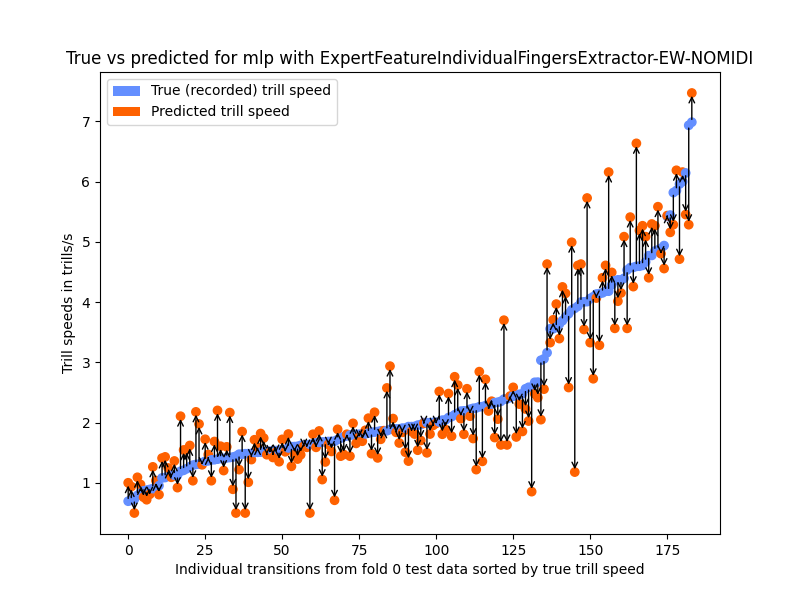 True vs predicted for mlp with ExpertFeatureIndividualFingersExtractor-EW-NOMIDI
True (recorded) trill speed
Predicted trill speed
Trill speeds in trills/s
7
6
5
4
3
2
1
0 25 50 75 100 125 150 175
Individual transitions from fold 0 test data sorted by true trill speed